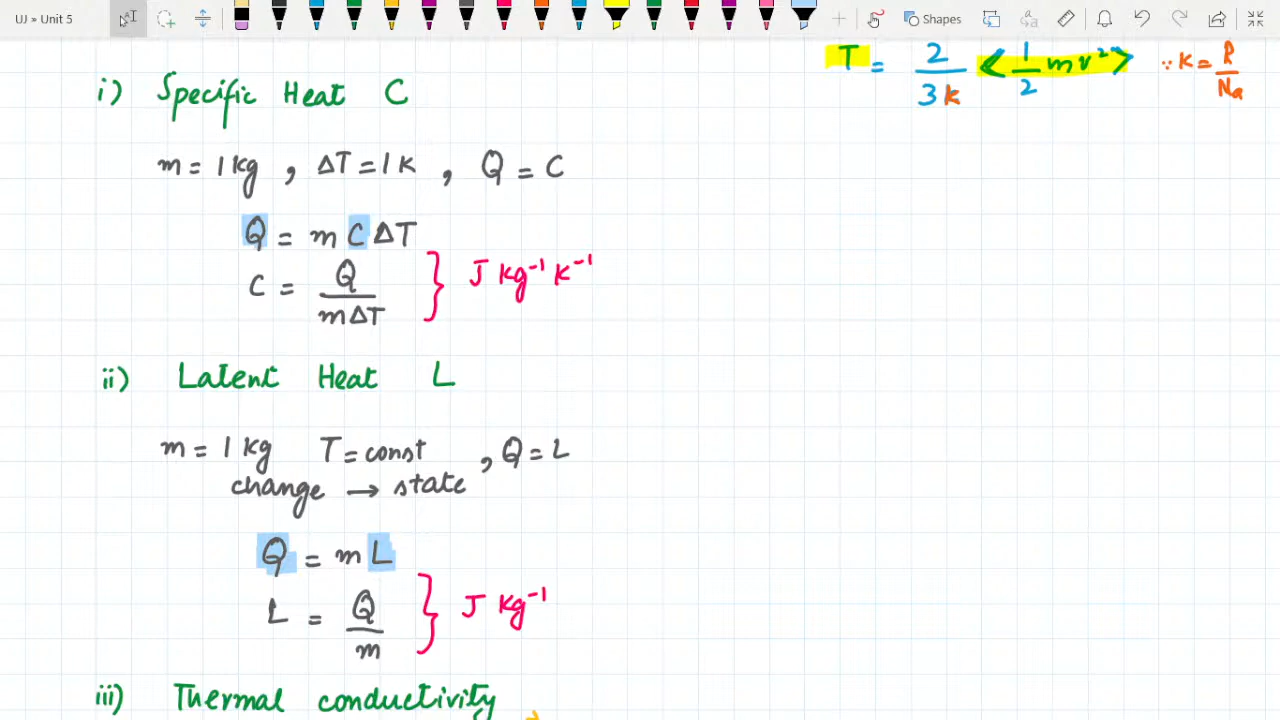 UJ » Unit 5
Shapes
T = 2/3k <1/2 mv²> ∵ k = R/Na
i) Specific Heat C
m = 1 kg , ΔT = 1 K , Q = C
Q = m C ΔT
C = Q/mΔT } J kg⁻¹ K⁻¹
ii) Latent Heat L
m = 1 kg T = const , Q = L
change → state
Q = m L
L = Q/m } J kg⁻¹
iii) Thermal conductivity